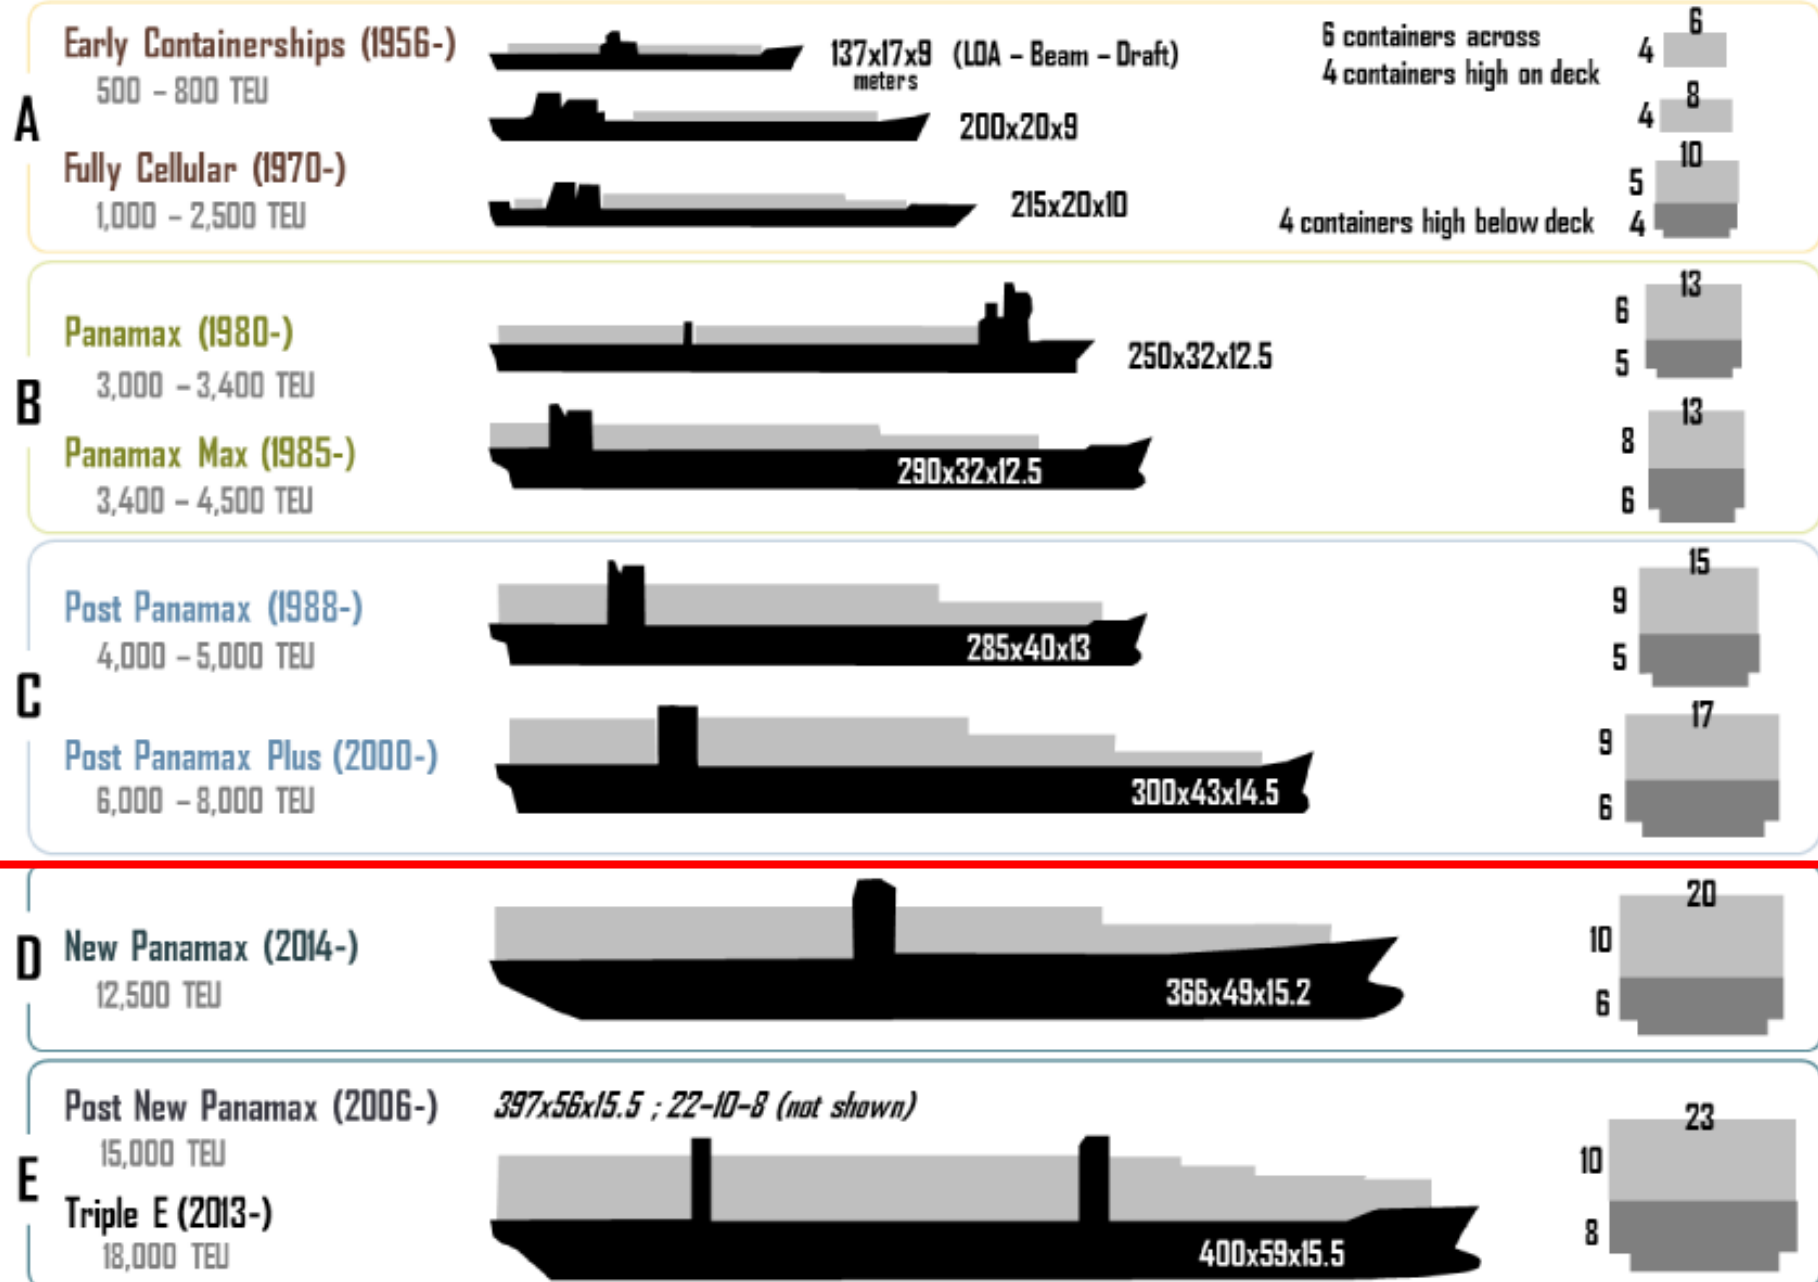 A
Early Containerships (1956-)
500 – 800 TEU
137x17x9 (LOA – Beam – Draft)
meters
6 containers across
4 containers high on deck
6
4
200x20x9
8
4
Fully Cellular (1970-)
1,000 – 2,500 TEU
215x20x10
4 containers high below deck
10
5
4
B
Panamax (1980-)
3,000 – 3,400 TEU
250x32x12.5
13
6
5
Panamax Max (1985-)
3,400 – 4,500 TEU
290x32x12.5
13
8
6
C
Post Panamax (1988-)
4,000 – 5,000 TEU
285x40x13
15
9
5
Post Panamax Plus (2000-)
6,000 – 8,000 TEU
300x43x14.5
17
9
6
D
New Panamax (2014-)
12,500 TEU
366x49x15.2
20
10
6
E
Post New Panamax (2006-)
15,000 TEU
397x56x15.5 ; 22–10–8 (not shown)
Triple E (2013-)
18,000 TEU
400x59x15.5
23
10
8